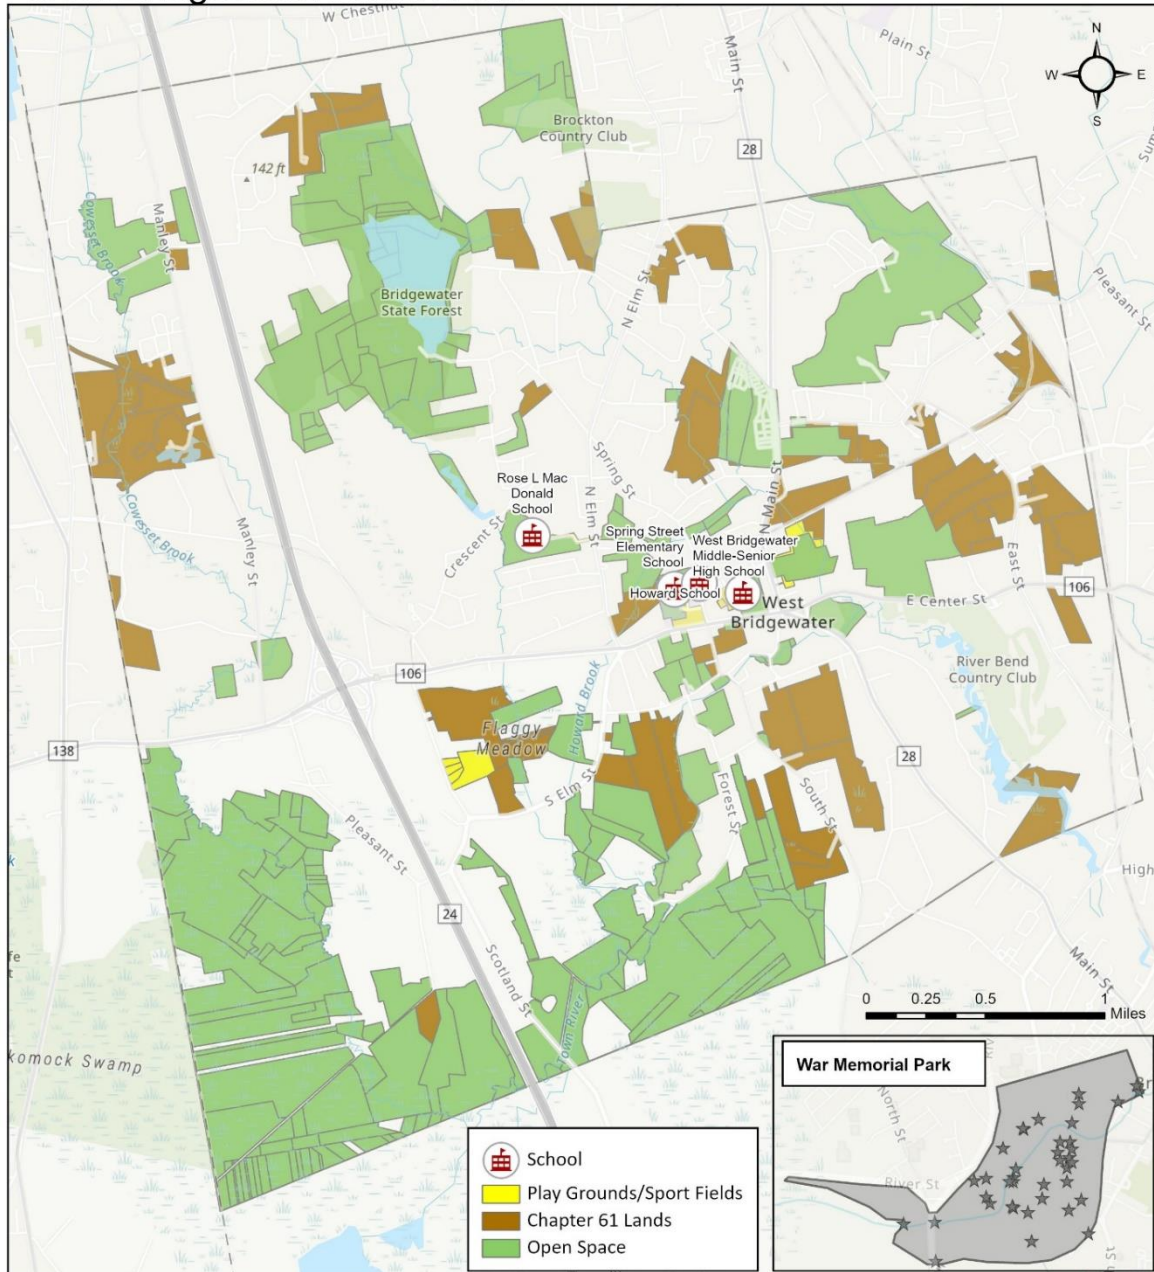 W Chestnut
Main St
Plain St
N
W
E
S
Brockton
Country Club
28
142 ft
Cowesset Brook
Manley St
Pleasant St
N Elm St
Bridgewater
State Forest
Spring St
N Elm St
N Main St
Rose L Mac
Donald
School
Crescent St
Spring Street
Elementary
School
West Bridgewater
Middle-Senior
High School
Howard School
West
Bridgewater
Cowesset Brook
Manley St
East St
106
E Center St
River Bend
Country Club
106
Howard Brook
Flaggy
Meadow
138
28
S Elm St
Forest St
South St
Pleasant St
High
24
Scotland St
Main St
Town River
komock Swamp
0
0.25
0.5
1
Miles
War Memorial Park
North St
River St
School
Play Grounds/Sport Fields
Chapter 61 Lands
Open Space